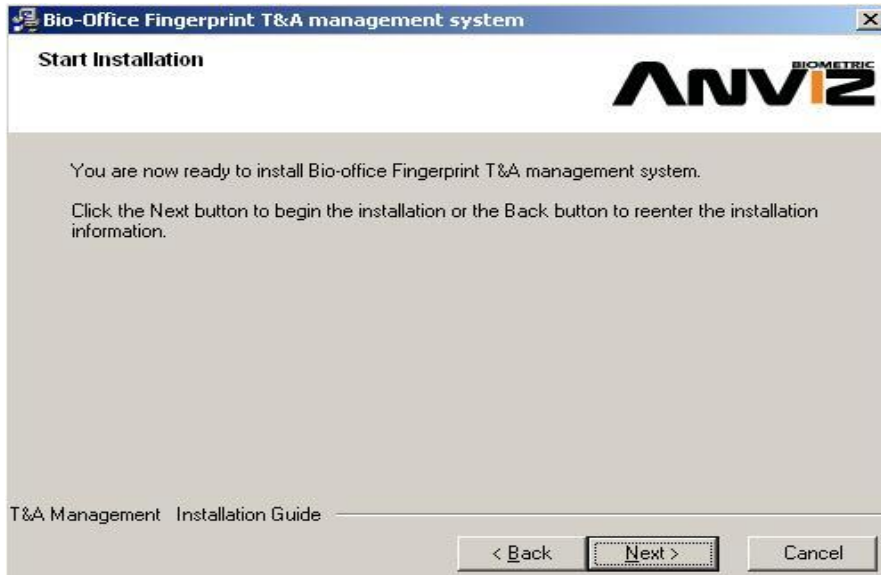 Bio-Office Fingerprint T&A management system
Start Installation
BIOMETRIC
ANVIZ
You are now ready to install Bio-office Fingerprint T&A management system.
Click the Next button to begin the installation or the Back button to reenter the installation
information.
T&A Management   Installation Guide
< Back
Next >
Cancel